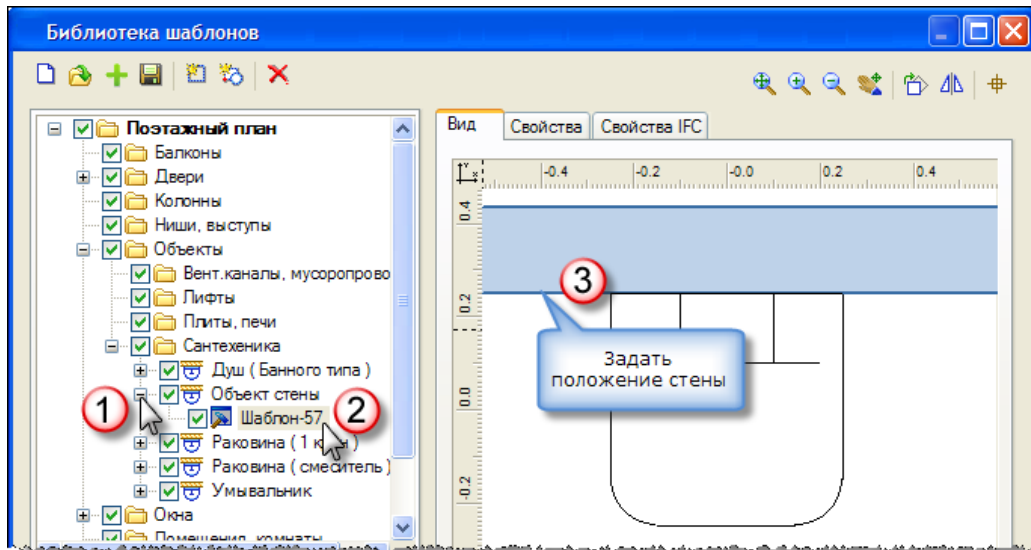 Библиотека шаблонов
Поэтажный план
Балконы
Двери
Колонны
Ниши, выступы
Объекты
Вент.каналы, мусоропрово
Лифты
Плиты, печи
Сантехеника
Душ ( Банного типа )
Объект стены
Шаблон-57
Раковина ( 1
Раковина ( смеситель )
Умывальник
Окна
Помещения, комнаты
1
2
Вид Свойства Свойства IFC
Y x -0.4 -0.2 -0.0 0.2 0.4
0.4
0.2
0.0
-0.2
3
Задать
положение стены